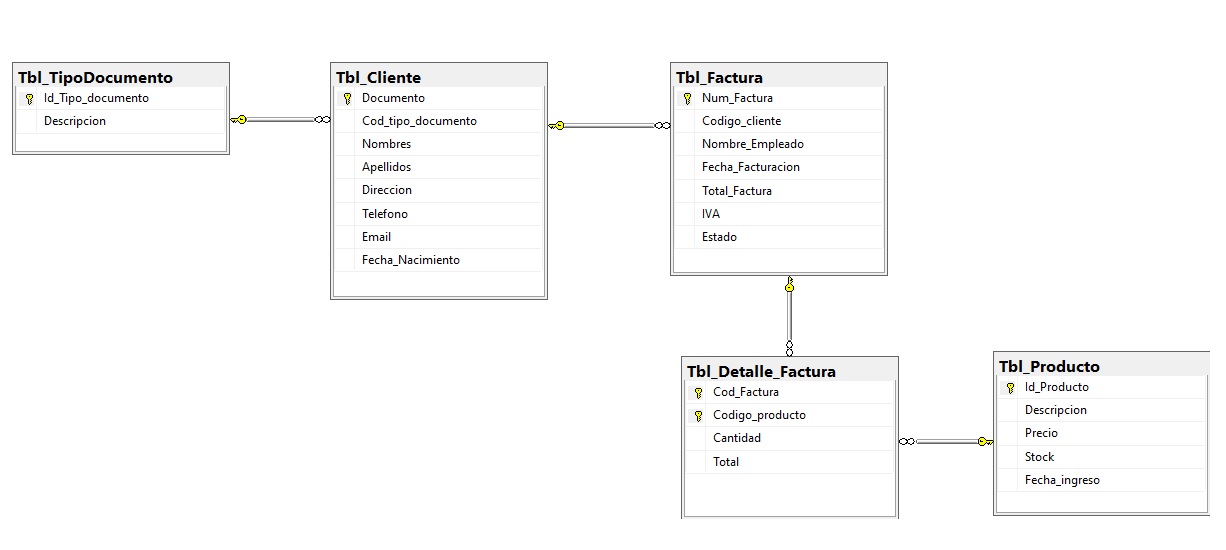 Tbl_TipoDocumento
Id_Tipo_documento
Descripcion
Tbl_Cliente
Documento
Cod_tipo_documento
Nombres
Apellidos
Direccion
Telefono
Email
Fecha_Nacimiento
Tbl_Factura
Num_Factura
Codigo_cliente
Nombre_Empleado
Fecha_Facturacion
Total_Factura
IVA
Estado
Tbl_Detalle_Factura
Cod_Factura
Codigo_producto
Cantidad
Total
Tbl_Producto
Id_Producto
Descripcion
Precio
Stock
Fecha_ingreso